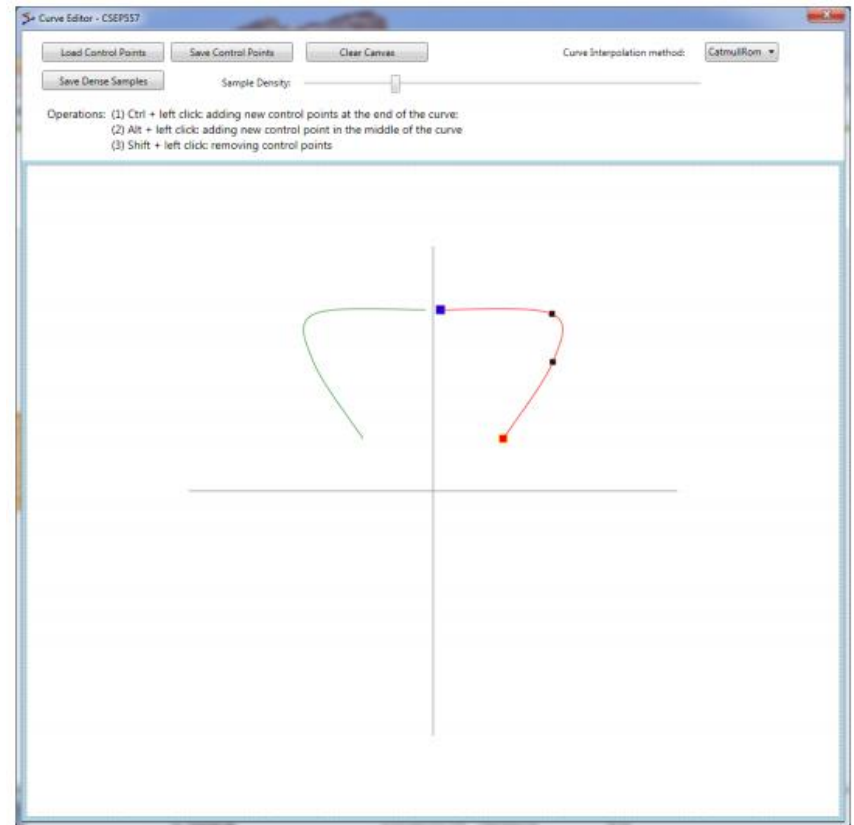 Curve Editor - CSEP557
Load Control Points Save Control Points Clear Canvas Curve Interpolation method: CatmullRom
Save Dense Samples Sample Density:
Operations: (1) Ctrl + left click: adding new control points at the end of the curve;
(2) Alt + left click: adding new control point in the middle of the curve
(3) Shift + left click: removing control points